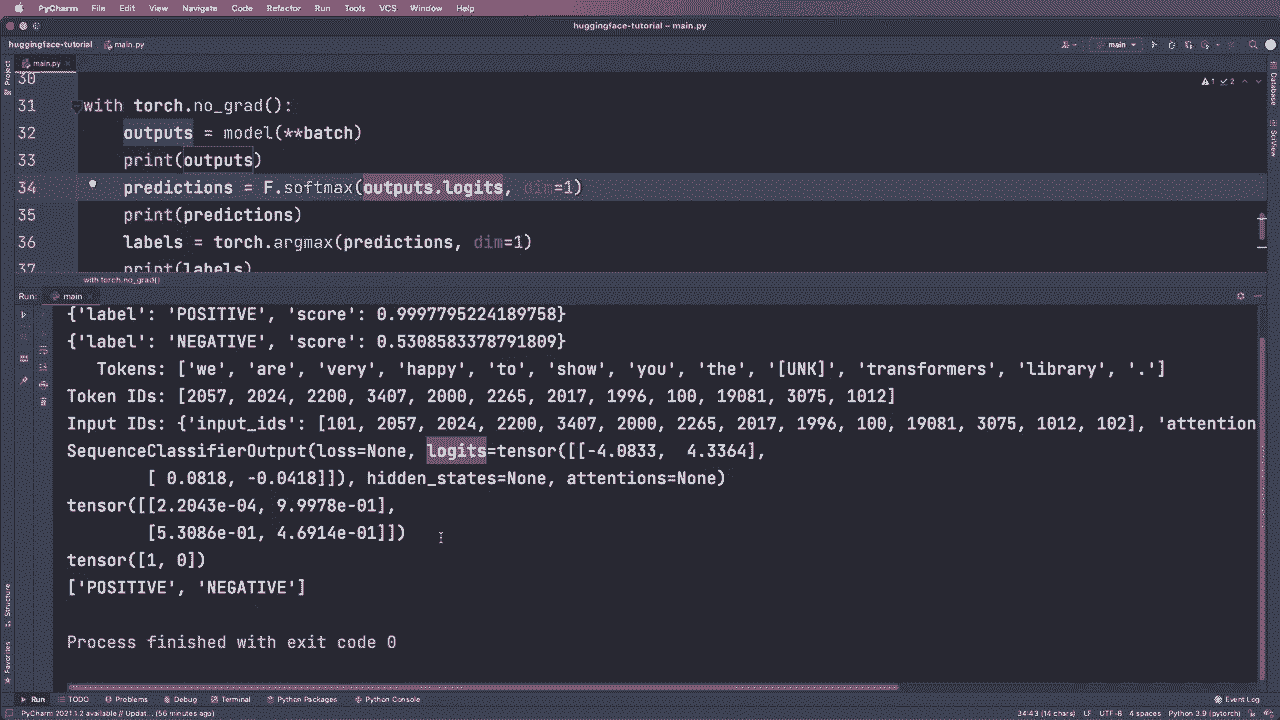 PyCharm File Edit View Navigate Code Refactor Run Tools VCS Window Help
huggingface-tutorial – main.py
huggingface-tutorial main.py main
Project
main.py ×
30
1 2
31 with torch.no_grad():
32 outputs = model(**batch)
33 print(outputs)
34 predictions = F.softmax(outputs.logits, dim=1)
35 print(predictions)
36 labels = torch.argmax(predictions, dim=1)
37 print(labels)
with torch.no_grad()
Database
SciView
Run: main
{'label': 'POSITIVE', 'score': 0.9997795224189758}
{'label': 'NEGATIVE', 'score': 0.5308583378791809}
Tokens: ['we', 'are', 'very', 'happy', 'to', 'show', 'you', 'the', '[UNK]', 'transformers', 'library', '.']
Token IDs: [2057, 2024, 2200, 3407, 2000, 2265, 2017, 1996, 100, 19081, 3075, 1012]
Input IDs: {'input_ids': [101, 2057, 2024, 2200, 3407, 2000, 2265, 2017, 1996, 100, 19081, 3075, 1012, 102], 'attention
SequenceClassifierOutput(loss=None, logits=tensor([[-4.0833, 4.3364],
[ 0.0818, -0.0418]]), hidden_states=None, attentions=None)
tensor([[2.2043e-04, 9.9978e-01],
[5.3086e-01, 4.6914e-01]])
tensor([1, 0])
['POSITIVE', 'NEGATIVE']
Process finished with exit code 0
Structure
Favorites
Run TODO Problems Debug Terminal Python Packages Python Console Event Log
PyCharm 2021.1.2 available // Updat... (56 minutes ago) 34:43 (14 chars) LF UTF-8 4 spaces Python 3.9 (pytorch)